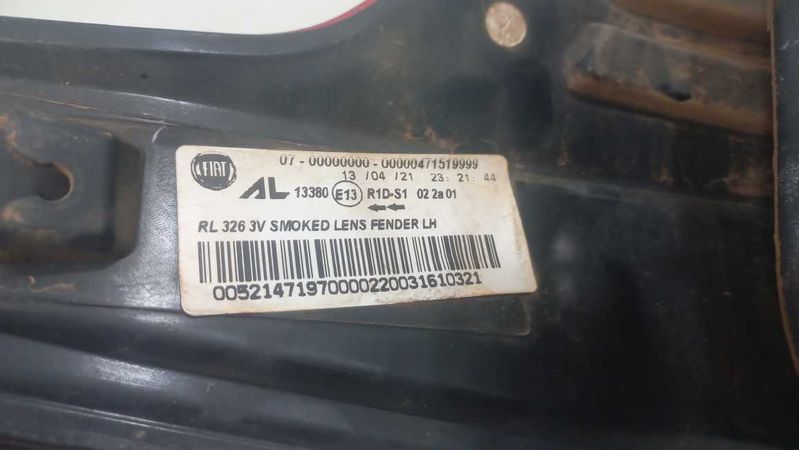 07 - 00000000 - 00000471519999
13 /04 /21 23:21:44
FIAT
AL 13380 E13 R1D-S1 02 2a 01
RL 326 3V SMOKED LENS FENDER LH
00521471970000220031610321